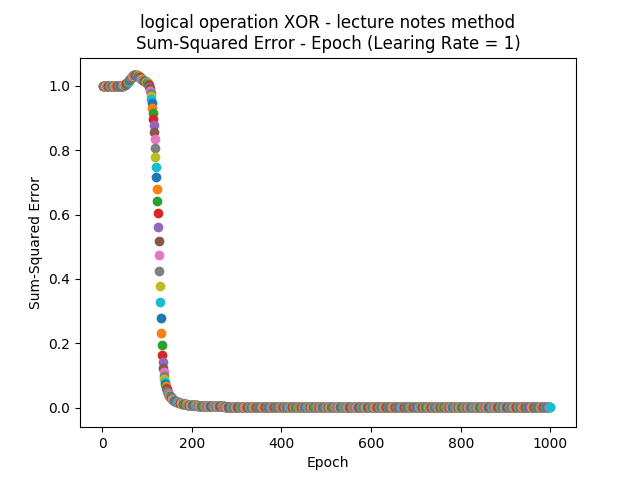 logical operation XOR - lecture notes method
Sum-Squared Error - Epoch (Learing Rate = 1)
1.0
0.8
0.6
0.4
0.2
0.0
Sum-Squared Error
0 200 400 600 800 1000
Epoch